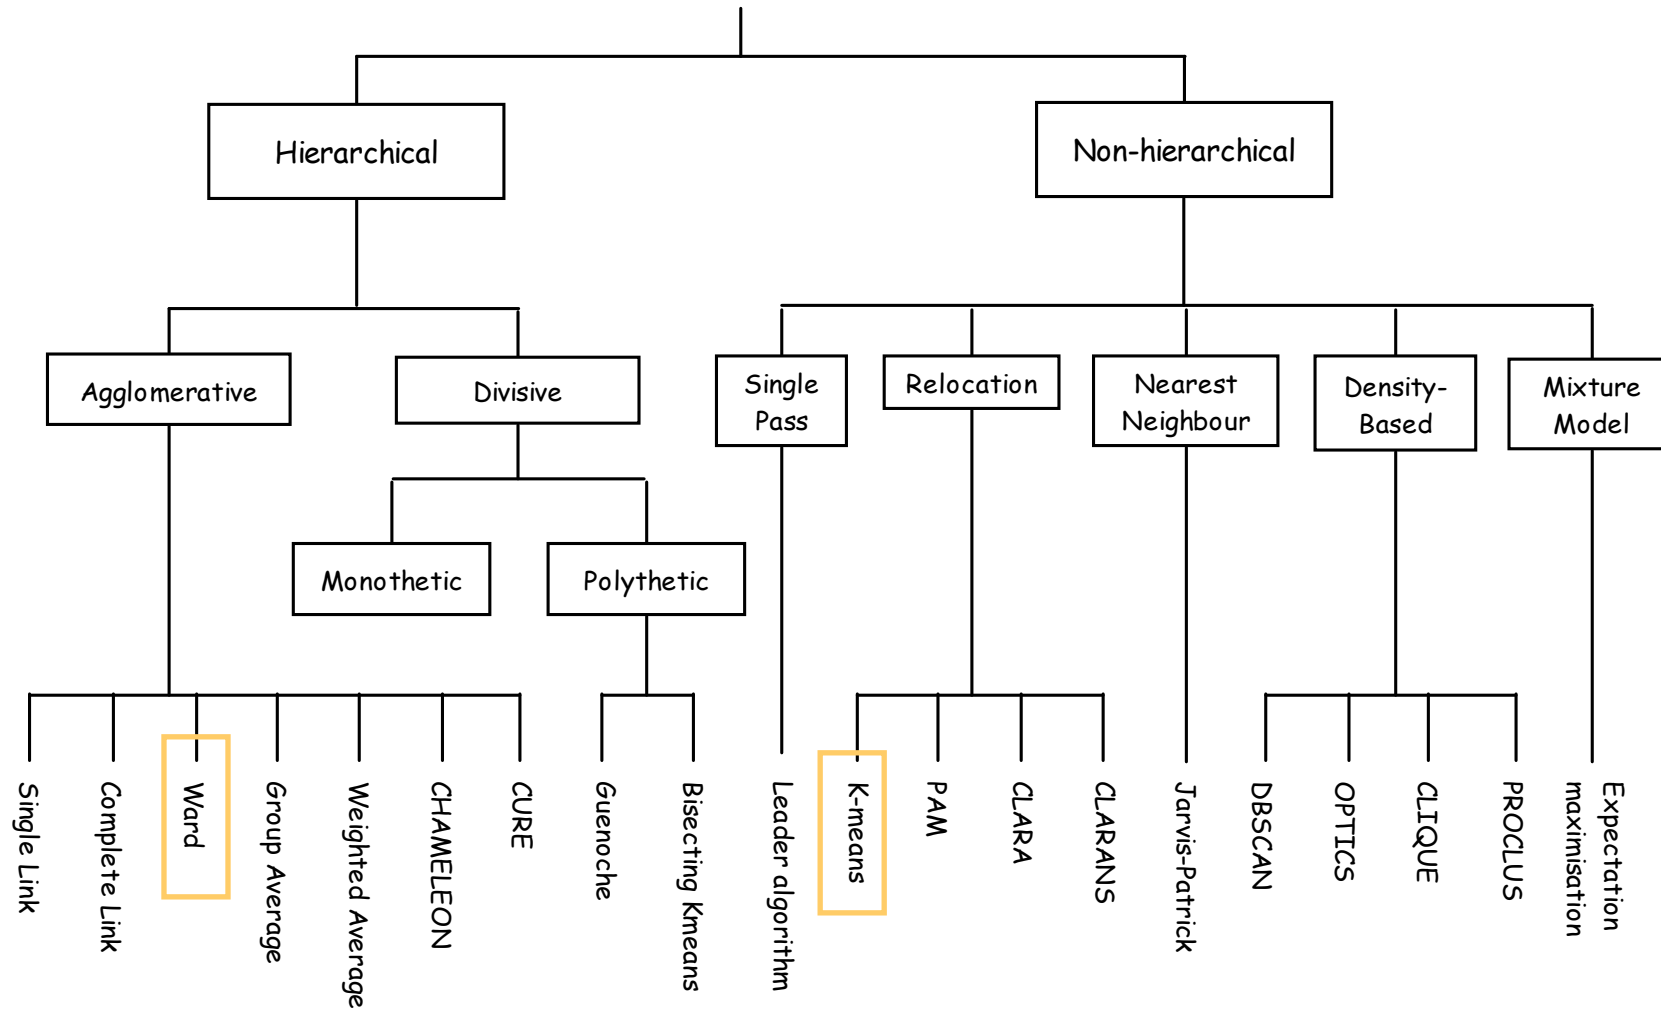 Hierarchical
Non-hierarchical
Agglomerative
Divisive
Single
Pass
Relocation
Nearest
Neighbour
Density-
Based
Mixture
Model
Monothetic
Polythetic
Single Link
Complete Link
Ward
Group Average
Weighted Average
CHAMELEON
CURE
Guenoche
Bisecting Kmeans
Leader algorithm
K-means
PAM
CLARA
CLARANS
Jarvis-Patrick
DBSCAN
OPTICS
CLIQUE
PROCLUS
Expectation
maximisation